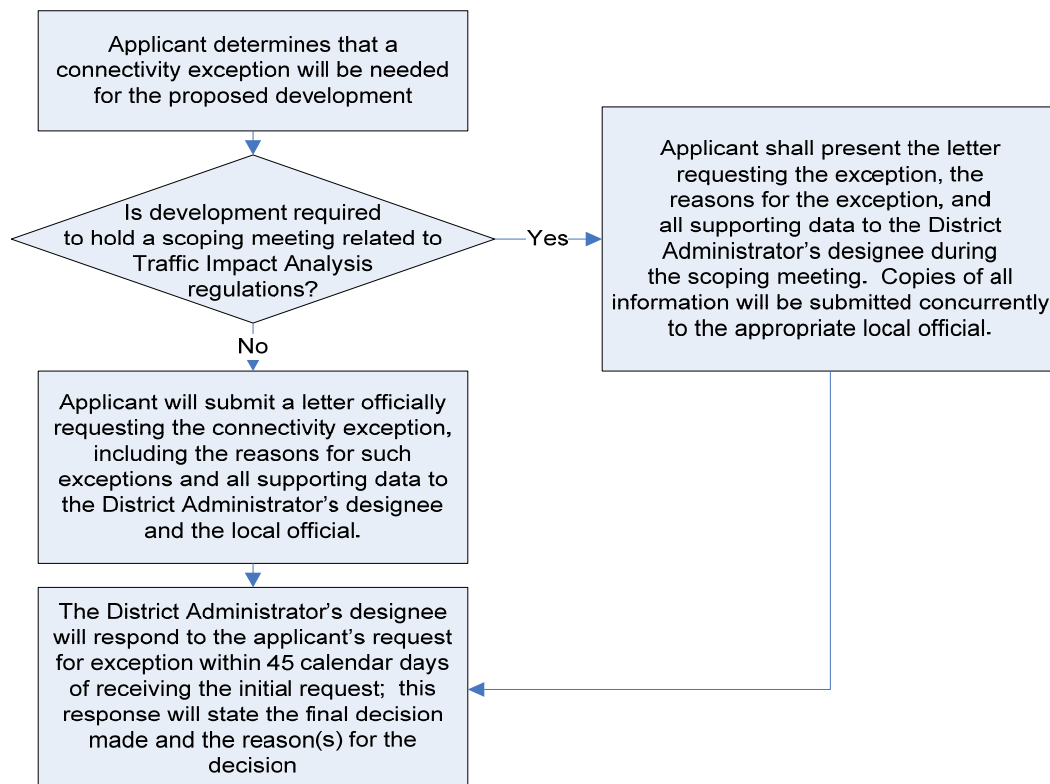 Applicant determines that a
connectivity exception will be needed
for the proposed development
Is development required
to hold a scoping meeting related to
Traffic Impact Analysis
regulations?
Yes
Applicant shall present the letter
requesting the exception, the
reasons for the exception, and
all supporting data to the District
Administrator’s designee during
the scoping meeting.  Copies of all
information will be submitted concurrently
to the appropriate local official.
No
Applicant will submit a letter officially
requesting the connectivity exception,
including the reasons for such
exceptions and all supporting data to
the District Administrator’s designee
and the local official.
The District Administrator’s designee
will respond to the applicant’s request
for exception within 45 calendar days
of receiving the initial request;  this
response will state the final decision
made and the reason(s) for the
decision